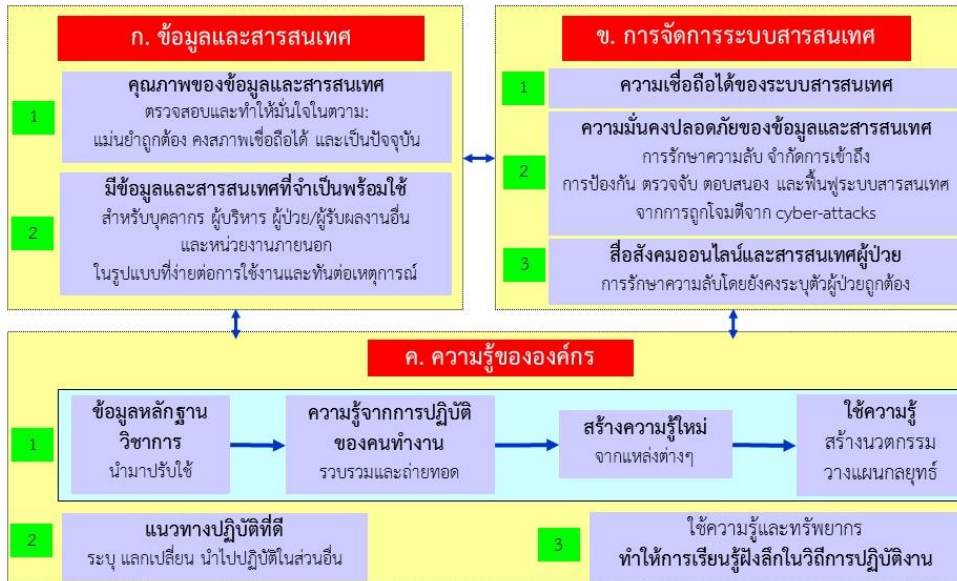 ก. ข้อมูลและสารสนเทศ
1
คุณภาพของข้อมูลและสารสนเทศ
ตรวจสอบและทำให้มั่นใจในตวาม:
แม่นยำถูกต้อง คงสภาพเชื่อถือได้ และเป็นปัจจุบัน
2
มีข้อมูลและสารสนเทศที่จำเป็นพร้อมใช้
สำหรับบุคลากร ผู้บริหาร ผู้ป่วย/ผู้รับผลงานอื่น
และหน่วยงานภายนอก
ในรูปแบบที่ง่ายต่อการใช้งานและทันต่อเหตุการณ์
ข. การจัดการระบบสารสนเทศ
1
ความเชื่อถือได้ของระบบสารสนเทศ
2
ความมั่นคงปลอดภัยของข้อมูลและสารสนเทศ
การรักษาความลับ จำกัดการเข้าถึง
การป้องกัน ตรวจจับ ตอบสนอง และฟื้นฟูระบบสารสนเทศ
จากการถูกโจมตีจาก cyber-attacks
3
สื่อสังคมออนไลน์และสารสนเทศผู้ป่วย
การรักษาความลับโดยยังคงระบุตัวผู้ป่วยถูกต้อง
ค. ความรู้ขององค์กร
1
ข้อมูลหลักฐาน
วิชาการ
นำมาปรับใช้
ความรู้จากการปฏิบัติ
ของคนทำงาน
รวบรวมและถ่ายทอด
สร้างความรู้ใหม่
จากแหล่งต่างๆ
ใช้ความรู้
สร้างนวตกรรม
วางแผนกลยุทธ์
2
แนวทางปฏิบัติที่ดี
ระบุ แลกเปลี่ยน นำไปปฏิบัติในส่วนอื่น
3
ใช้ความรู้และทรัพยากร
ทำให้การเรียนรู้ฝังลึกในวิถีการปฏิบัติงาน